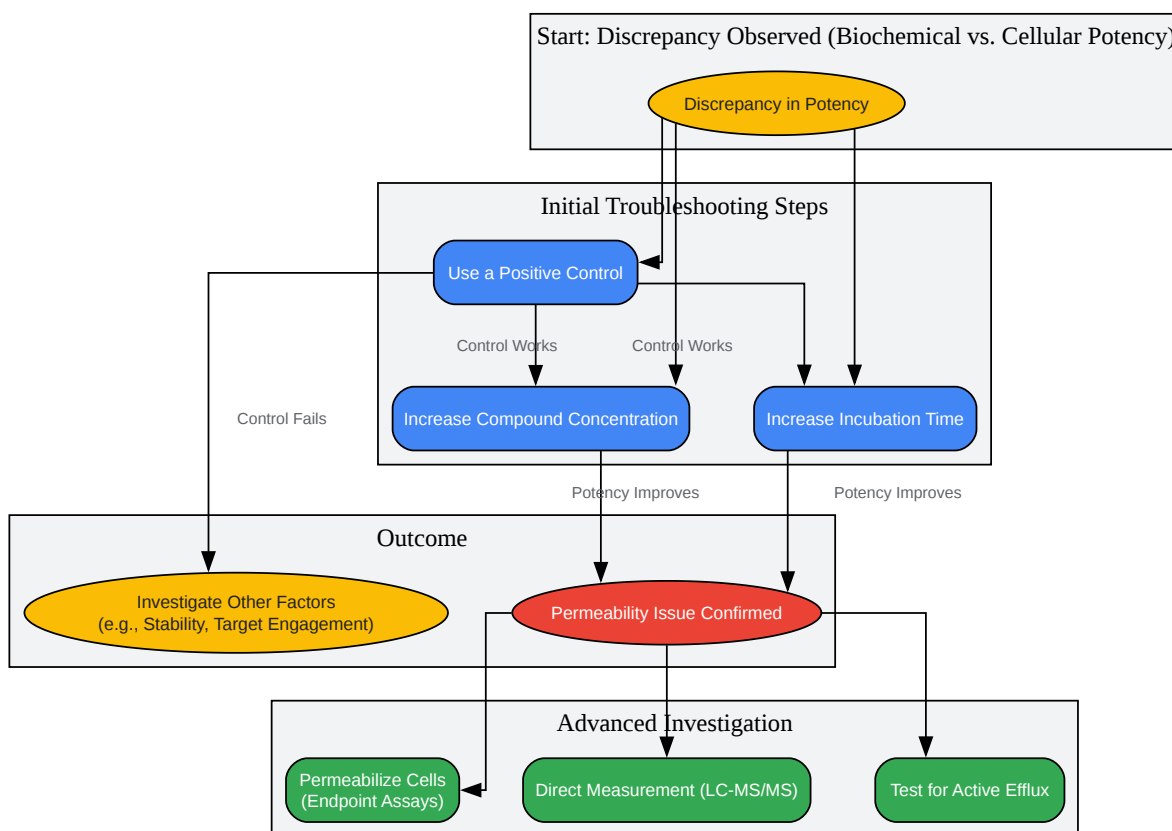 Start: Discrepancy Observed (Biochemical vs. Cellular Potency)
Discrepancy in Potency
Initial Troubleshooting Steps
Use a Positive Control
Control Works
Control Works
Increase Compound Concentration
Increase Incubation Time
Control Fails
Potency Improves
Potency Improves
Outcome
Investigate Other Factors
(e.g., Stability, Target Engagement)
Permeability Issue Confirmed
Advanced Investigation
Permeabilize Cells
(Endpoint Assays)
Direct Measurement (LC-MS/MS)
Test for Active Efflux